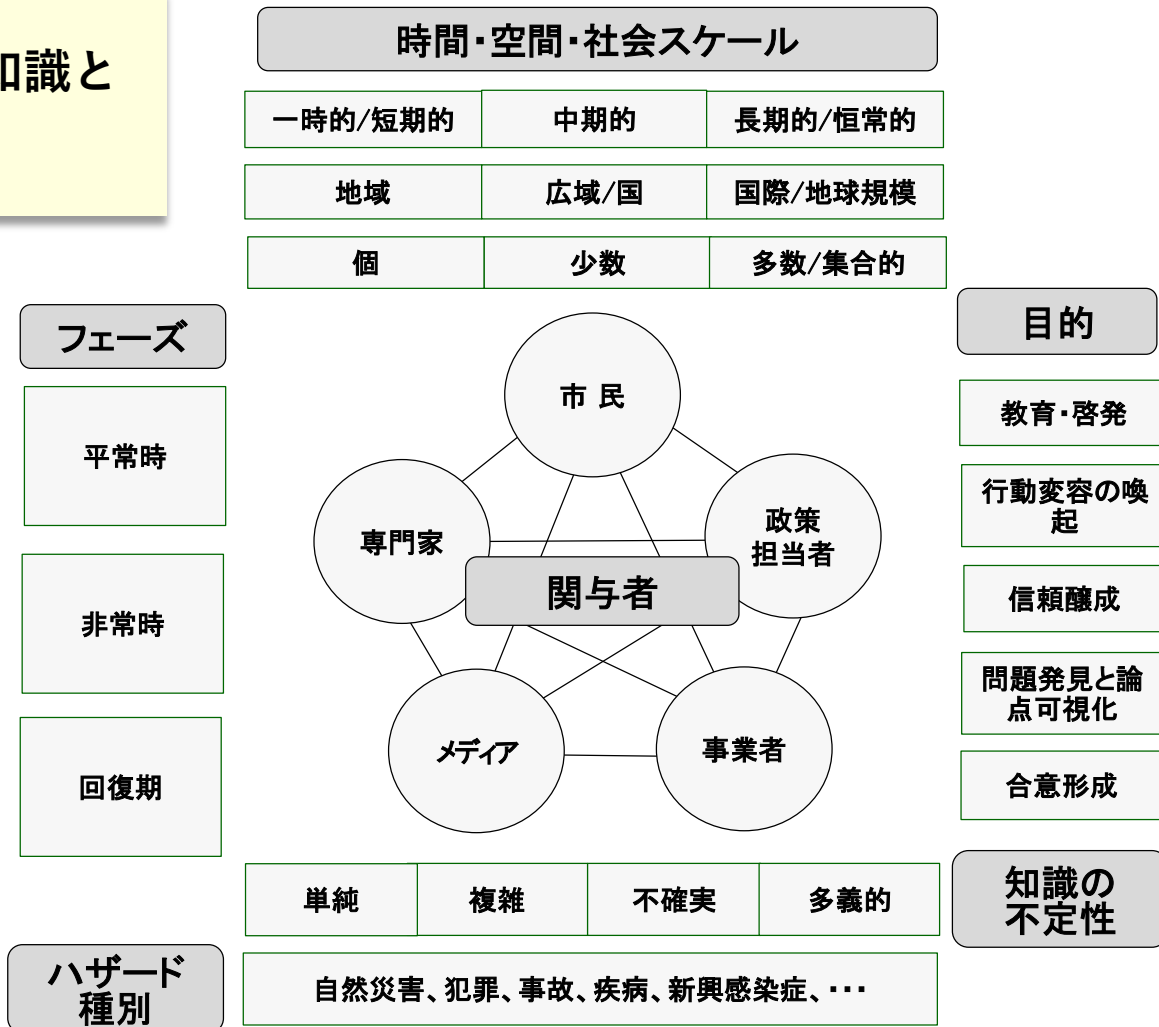 知識と
時間・空間・社会スケール
一時的/短期的 中期的 長期的/恒常的
地域 広域/国 国際/地球規模
個 少数 多数/集合的
フェーズ
平常時
非常時
回復期
市 民
専門家
政策
担当者
関与者
メディア
事業者
目的
教育・啓発
行動変容の喚
起
信頼醸成
問題発見と論
点可視化
合意形成
単純 複雑 不確実 多義的
知識の
不定性
ハザード
種別
自然災害、犯罪、事故、疾病、新興感染症、・・・